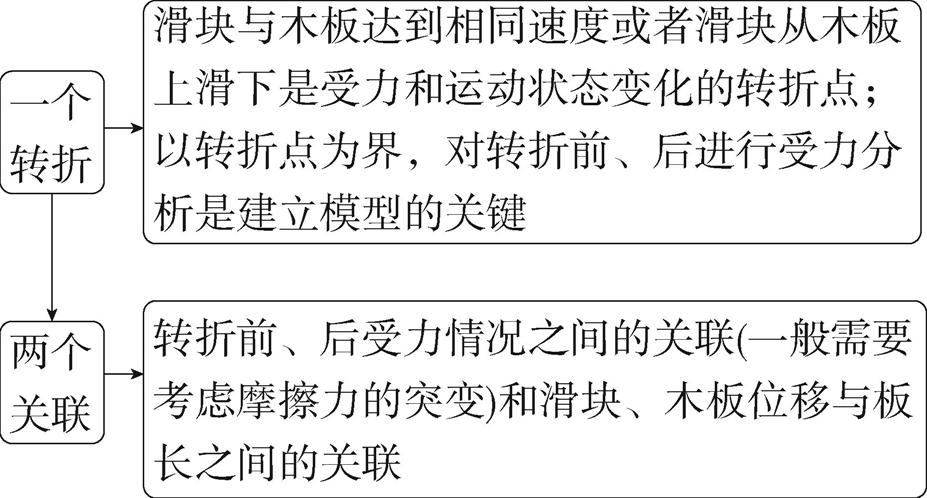 一个
转折
滑块与木板达到相同速度或者滑块从木板
上滑下是受力和运动状态变化的转折点；
以转折点为界，对转折前、后进行受力分
析是建立模型的关键
两个
关联
转折前、后受力情况之间的关联(一般需要
考虑摩擦力的突变)和滑块、木板位移与板
长之间的关联